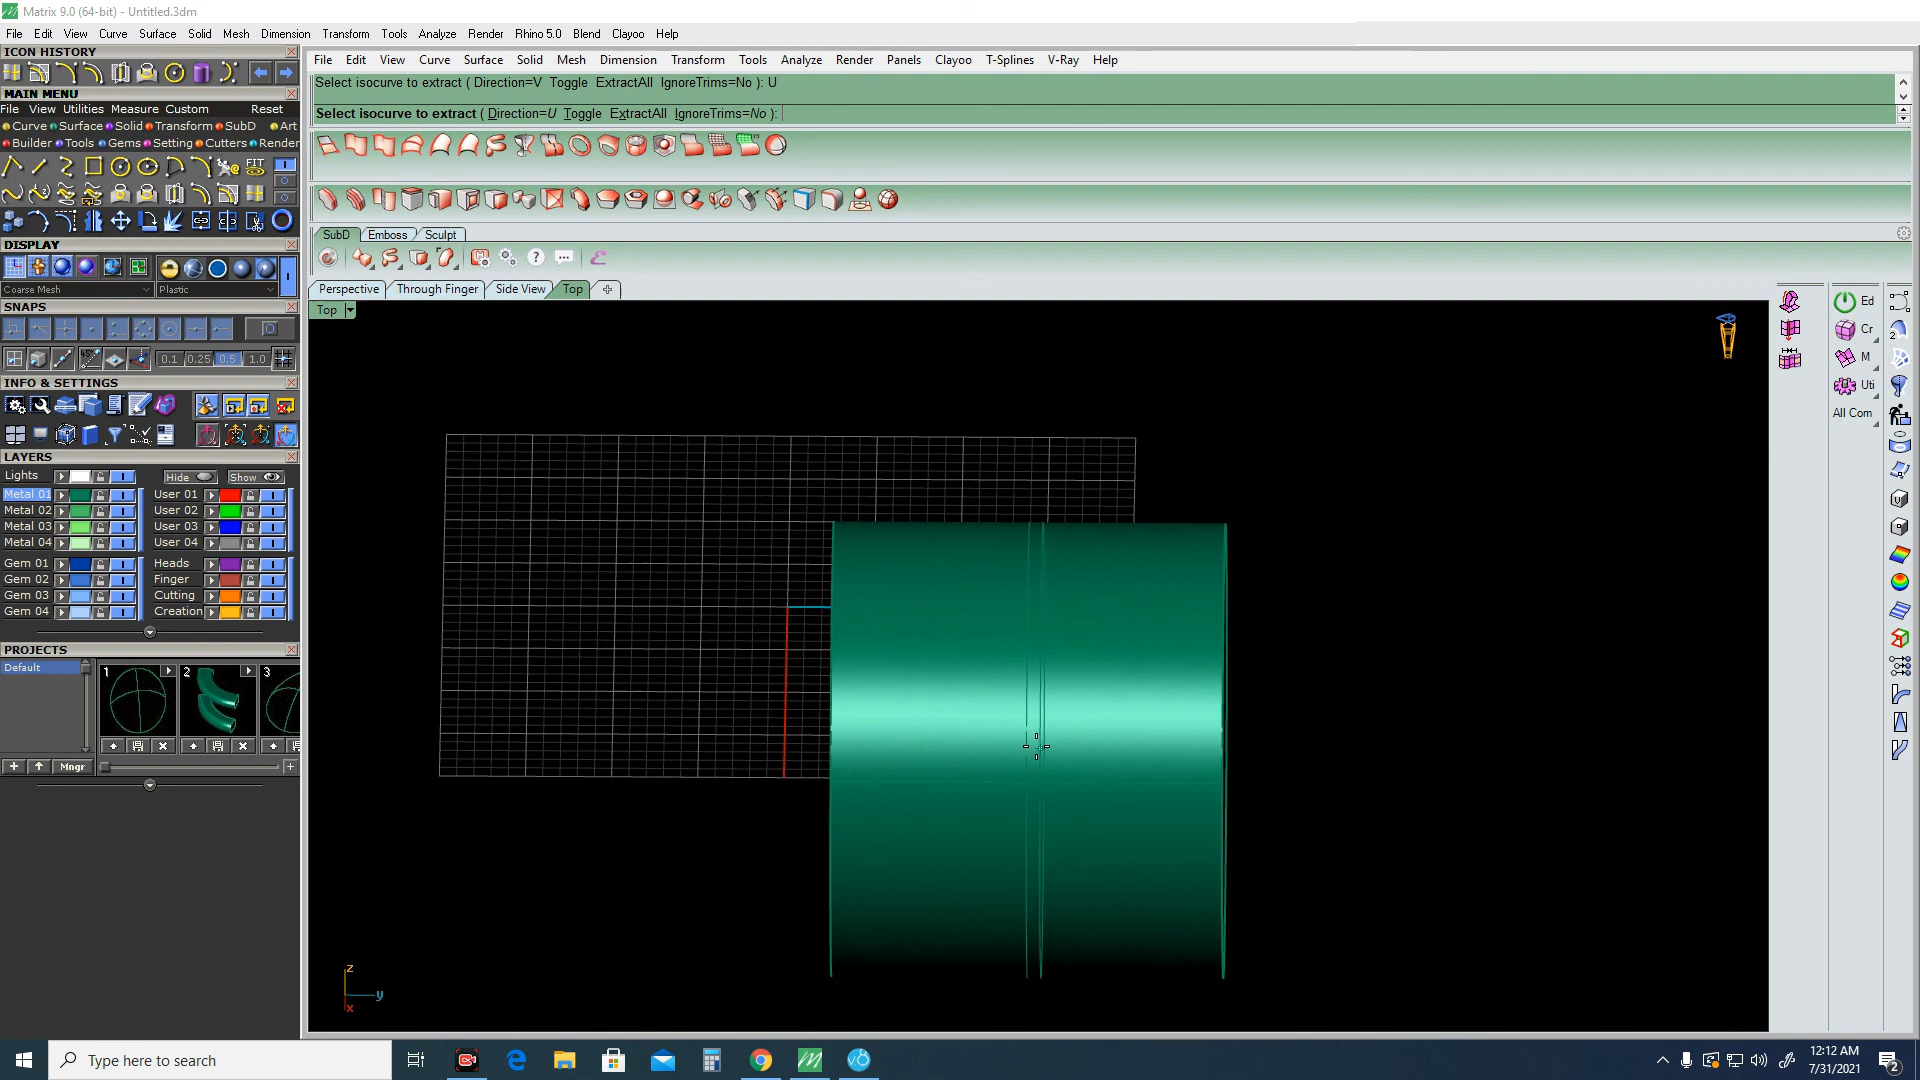 Matrix 9.0 (64-bit) - Untitled.3dm
File Edit View Surface Curve Solid Mesh Dimension Transform Tools Analyze Render Rhino 5.0 Blend Clayoo Help
ICON HISTORY
MAIN MENU
File View Utilities Measure Custom Reset
Curve Surface Solid Transform SubD Art
Builder Tools Gems Setting Cutters Render
FIT
DISPLAY
Coarse Mesh Plastic
SNAPS
0.1 0.25 0.5 1.0
INFO & SETTINGS
LAYERS
Lights Hide Show
Metal 01 User 01
Metal 02 User 02
Metal 03 User 03
Metal 04 User 04
Gem 01 Heads
Gem 02 Finger
Gem 03 Cutting
Gem 04 Creation
PROJECTS
Default
1 2 3
Mngr
File Edit View Curve Surface Solid Mesh Dimension Transform Tools Analyze Render Panels Clayoo T-Splines V-Ray Help
Select isocurve to extract ( Direction=V Toggle ExtractAll IgnoreTrims=No ): U
Select isocurve to extract ( Direction=U Toggle ExtractAll IgnoreTrims=No ):
SubD Emboss Sculpt
Perspective Through Finger Side View Top
Top
z
y
x
Ed
Cr
M
Uti
All Com
2
Type here to search
12:12 AM
7/31/2021
2